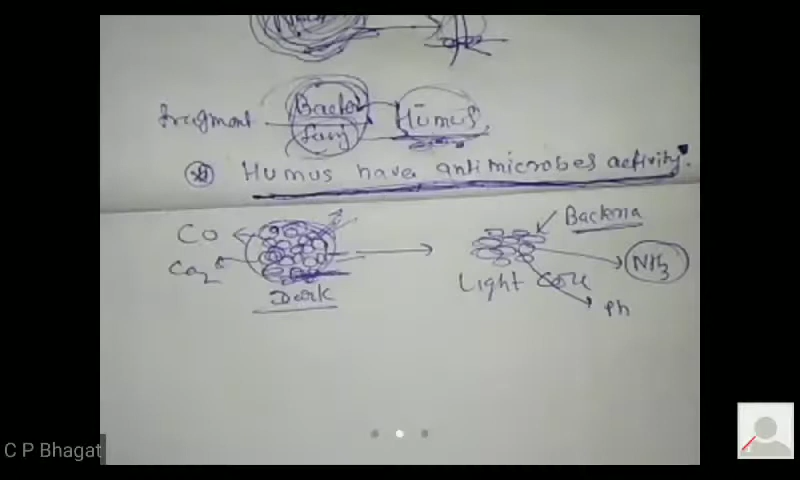 fragment Bacter Humus
fungi
Humus have antimicrobes activity.
CO Bacteria
CO2 NH3
Dark Light
Ph
C P Bhagat